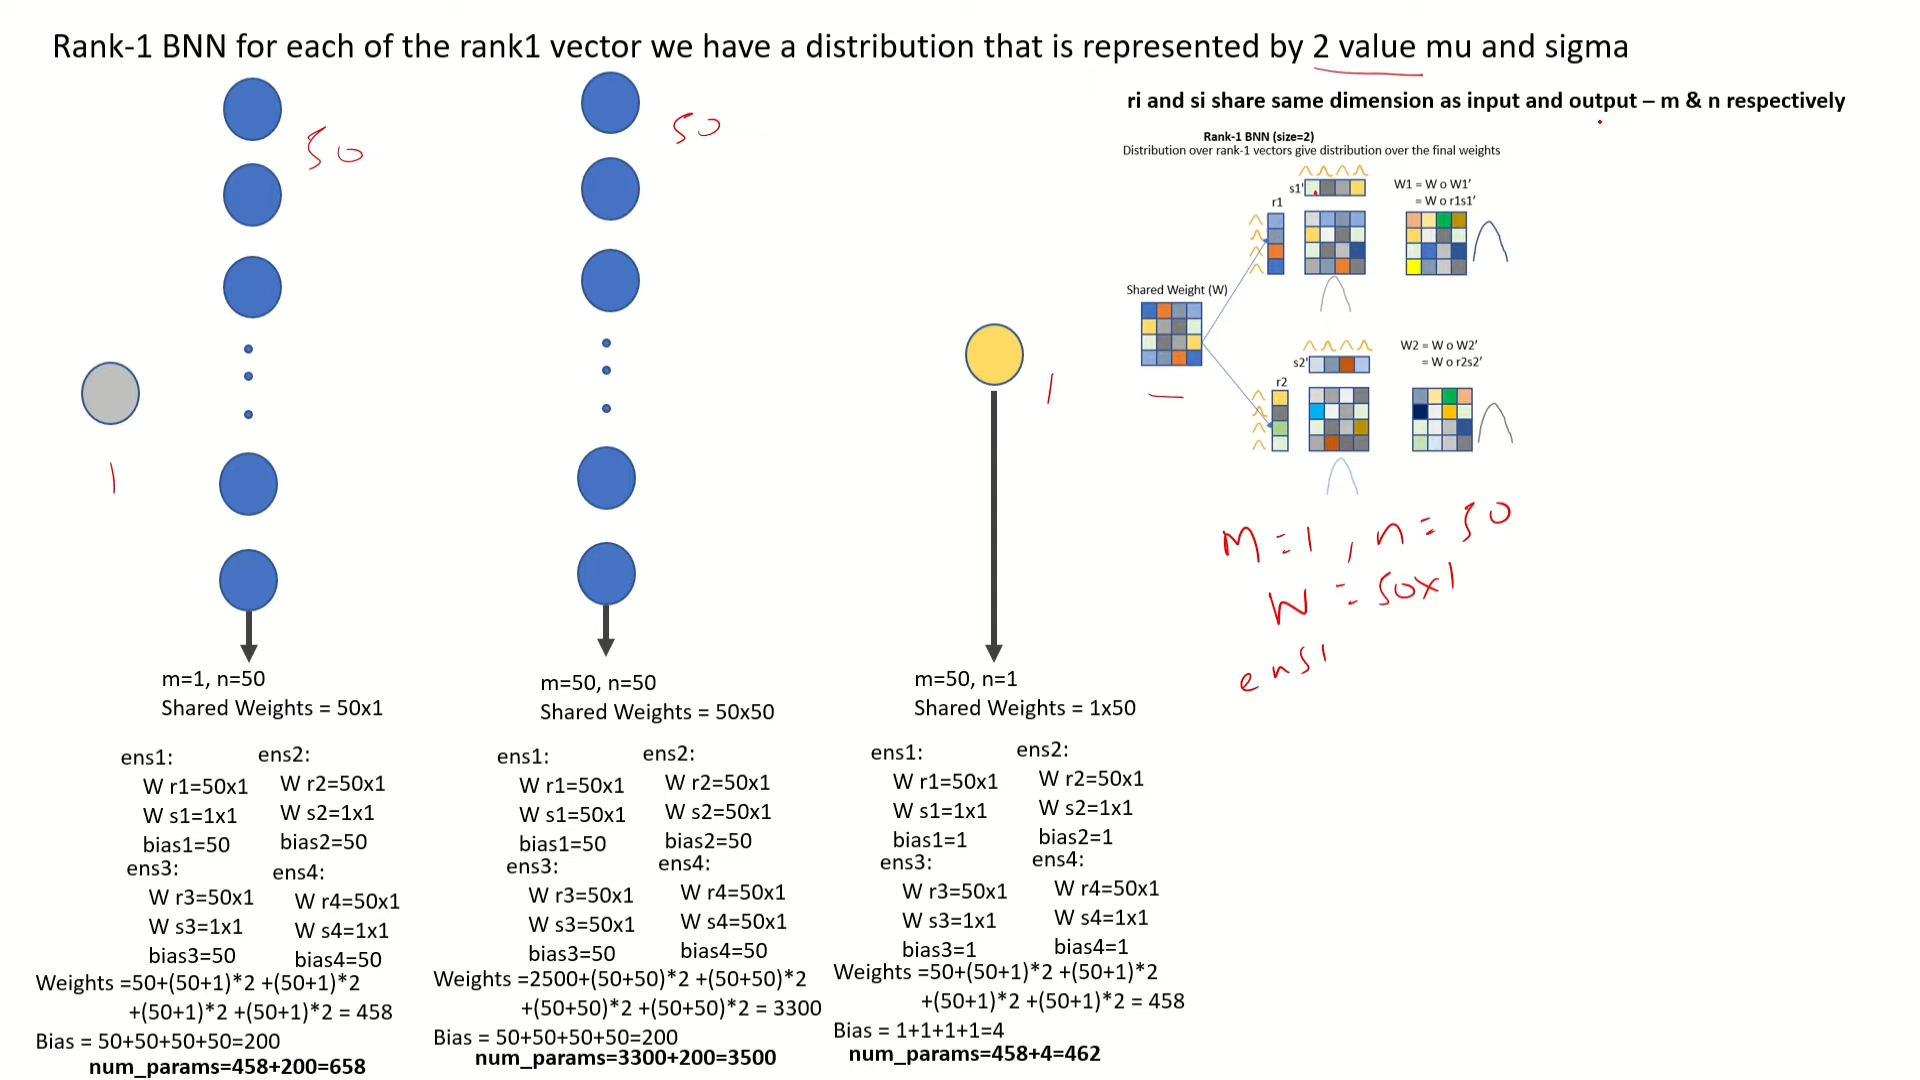 Rank-1 BNN for each of the rank1 vector we have a distribution that is represented by 2 value mu and sigma
ri and si share same dimension as input and output – m & n respectively
Rank-1 BNN (size=2)
Distribution over rank-1 vectors give distribution over the final weights
s1'
r1
W1 = W o W1'
= W o r1s1'
Shared Weight (W)
s2'
r2
W2 = W o W2'
= W o r2s2'
50
50
1
1
M=1, n=50
W = 50x1
ens1
m=1, n=50
Shared Weights = 50x1
ens1:
W r1=50x1
W s1=1x1
bias1=50
ens2:
W r2=50x1
W s2=1x1
bias2=50
ens3:
W r3=50x1
W s3=1x1
bias3=50
ens4:
W r4=50x1
W s4=1x1
bias4=50
Weights =50+(50+1)*2 +(50+1)*2
+(50+1)*2 +(50+1)*2 = 458
Bias = 50+50+50+50=200
num_params=458+200=658
m=50, n=50
Shared Weights = 50x50
ens1:
W r1=50x1
W s1=50x1
bias1=50
ens2:
W r2=50x1
W s2=50x1
bias2=50
ens3:
W r3=50x1
W s3=50x1
bias3=50
ens4:
W r4=50x1
W s4=50x1
bias4=50
Weights =2500+(50+50)*2 +(50+50)*2
+(50+50)*2 +(50+50)*2 = 3300
Bias = 50+50+50+50=200
num_params=3300+200=3500
m=50, n=1
Shared Weights = 1x50
ens1:
W r1=50x1
W s1=1x1
bias1=1
ens2:
W r2=50x1
W s2=1x1
bias2=1
ens3:
W r3=50x1
W s3=1x1
bias3=1
ens4:
W r4=50x1
W s4=1x1
bias4=1
Weights =50+(50+1)*2 +(50+1)*2
+(50+1)*2 +(50+1)*2 = 458
Bias = 1+1+1+1=4
num_params=458+4=462